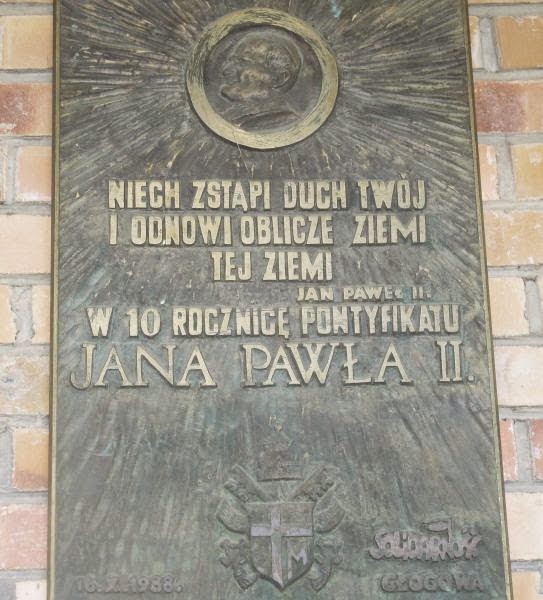 NIECH ZSTĄPI DUCH TWÓJ
I ODNOWI OBLICZE ZIEMI
TEJ ZIEMI
JAN PAWEŁ II.
W 10 ROCZNICĘ PONTYFIKATU
JANA PAWŁA II.
M
SOLIDARNOŚĆ
16.X.1988. GŁOGOWA